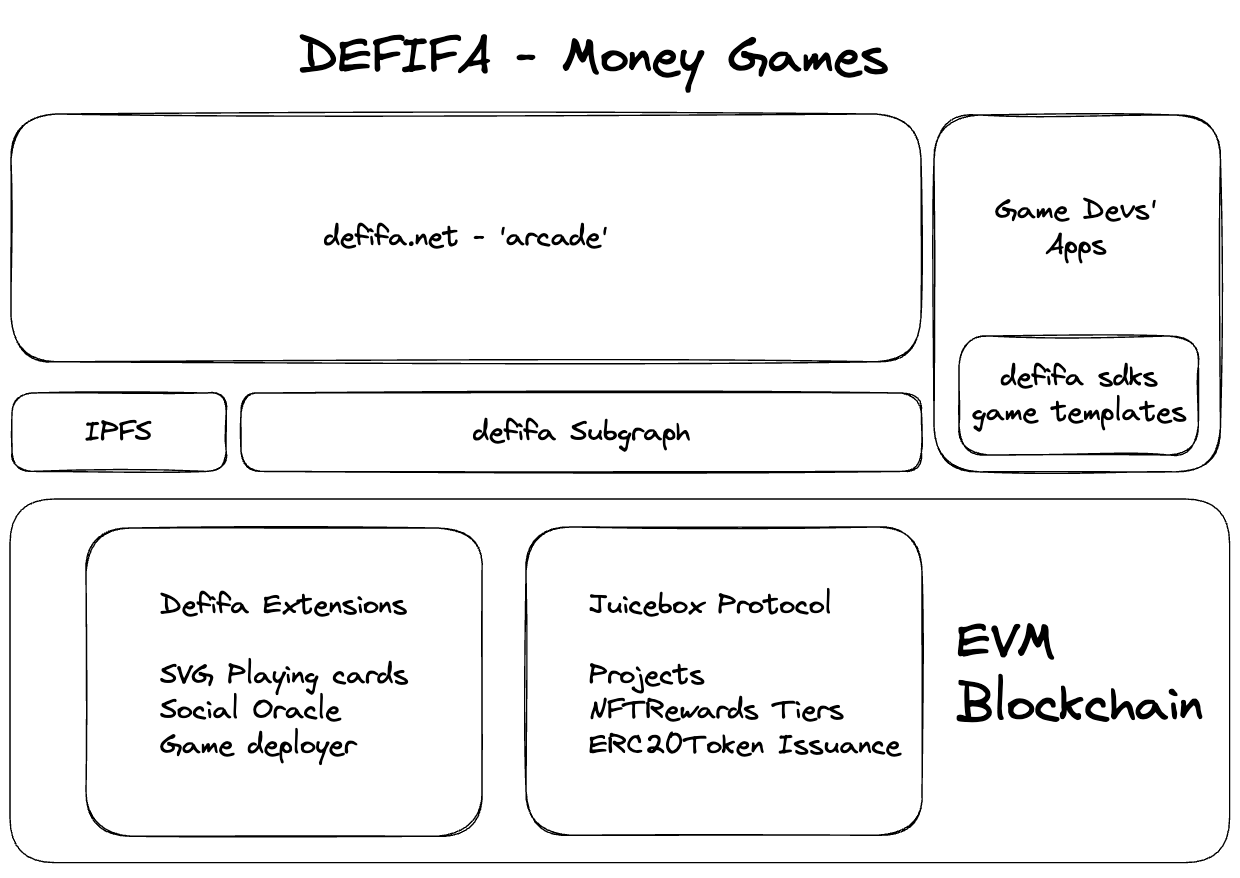 DEFIFA - Money Games
defifa.net - 'arcade'
Game Devs'
Apps
defifa sdks
game templates
IPFS
defifa Subgraph
Defifa Extensions
SVG Playing cards
Social Oracle
Game deployer
Juicebox Protocol
Projects
NFTRewards Tiers
ERC20Token Issuance
EVM
Blockchain